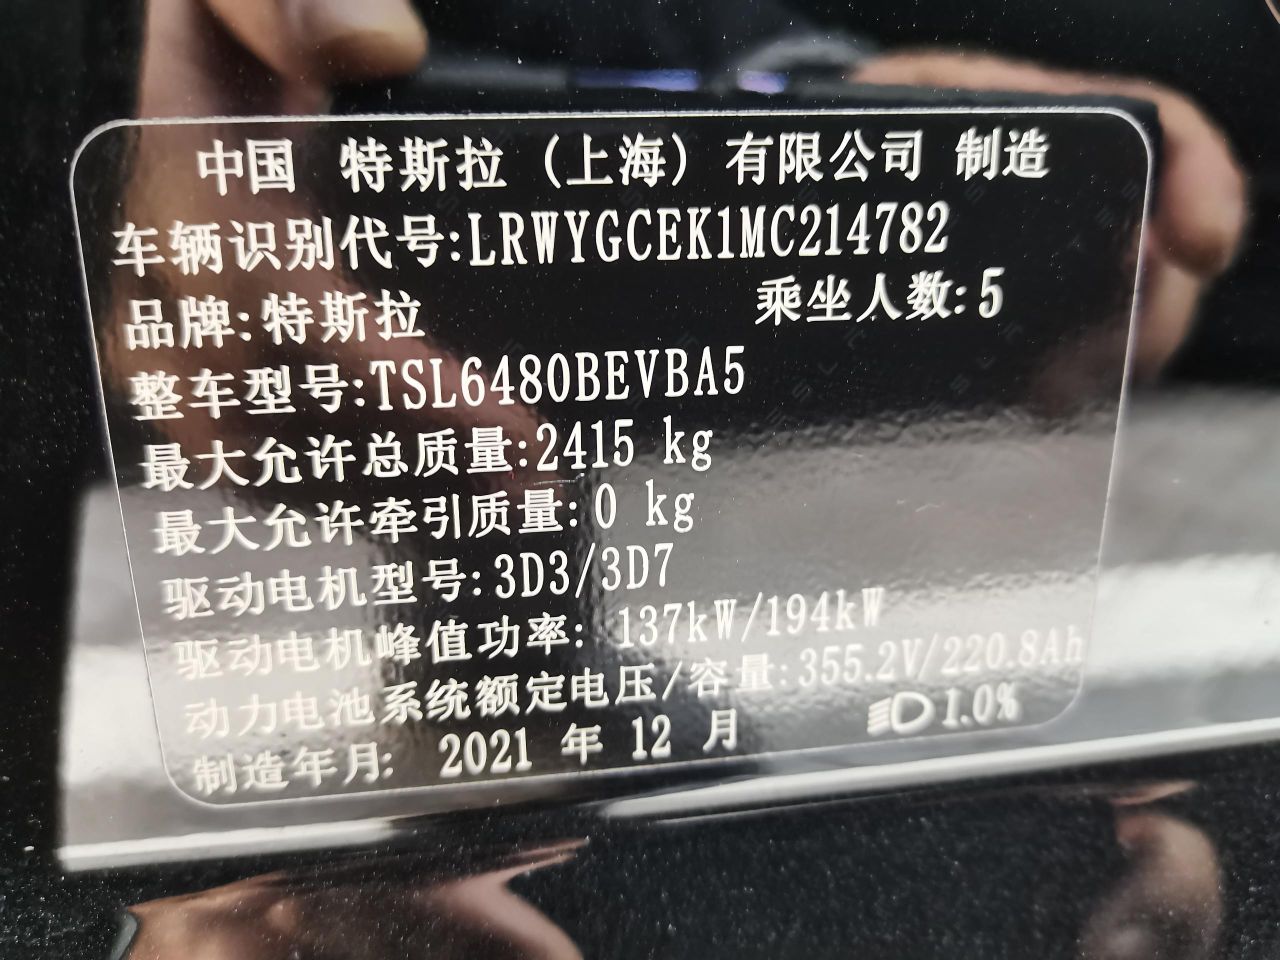 中国 特斯拉（上海）有限公司 制造
车辆识别代号:LRWYGCEK1MC214782
品牌:特斯拉 乘坐人数:5
整车型号:TSL6480BEVBA5
最大允许总质量:2415 kg
最大允许牵引质量:0 kg
驱动电机型号:3D3/3D7
驱动电机峰值功率: 137kW/194kW
动力电池系统额定电压/容量:355.2V/220.8Ah
制造年月: 2021 年 12 月 1.0%